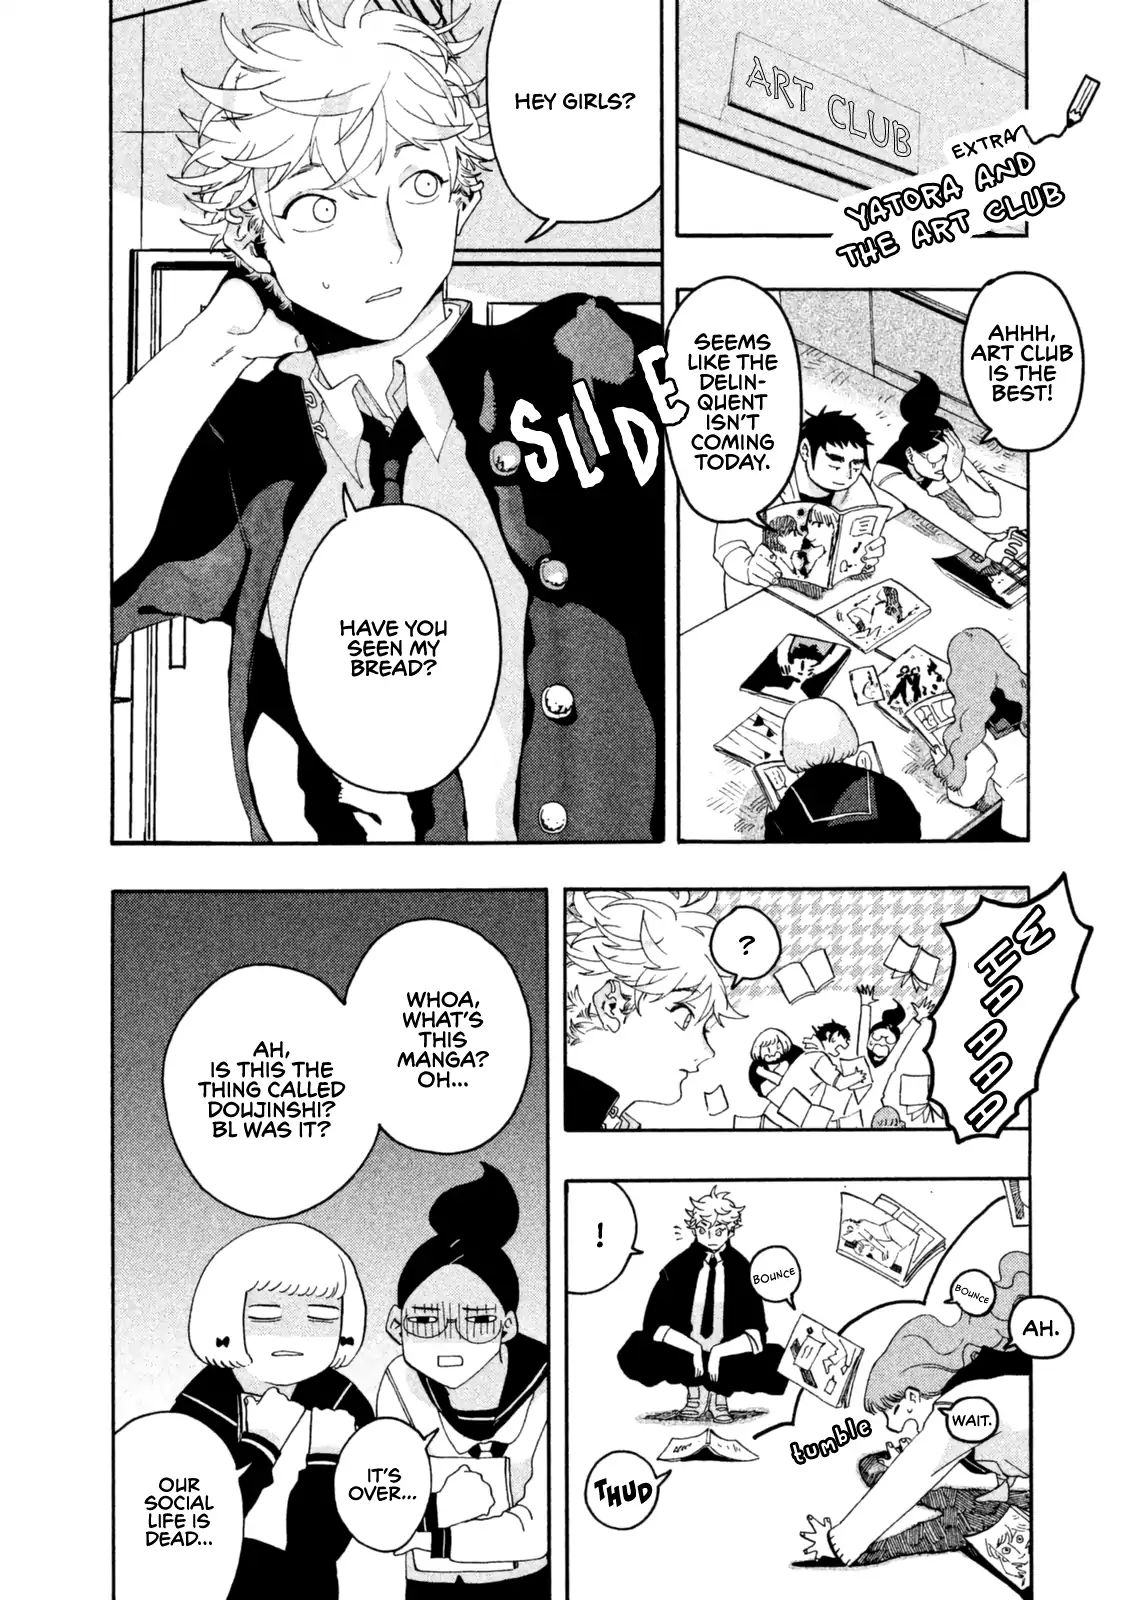 ART CLUB
EXTRA
YATORA AND
THE ART CLUB
AHHH,
ART CLUB
IS THE
BEST!
SEEMS
LIKE THE
DELIN-
QUENT
ISN'T
COMING
TODAY.
SLIDE
HEY GIRLS?
HAVE YOU
SEEN MY
BREAD?
WHAAAAA
?
WHOA,
WHAT'S
THIS
MANGA?
OH...
AH,
IS THIS THE
THING CALLED
DOUJINSHI?
BL WAS IT?
IT'S
OVER...
OUR
SOCIAL
LIFE IS
DEAD...
AH.
BOUNCE
BOUNCE
WAIT.
tumble
!
THUD